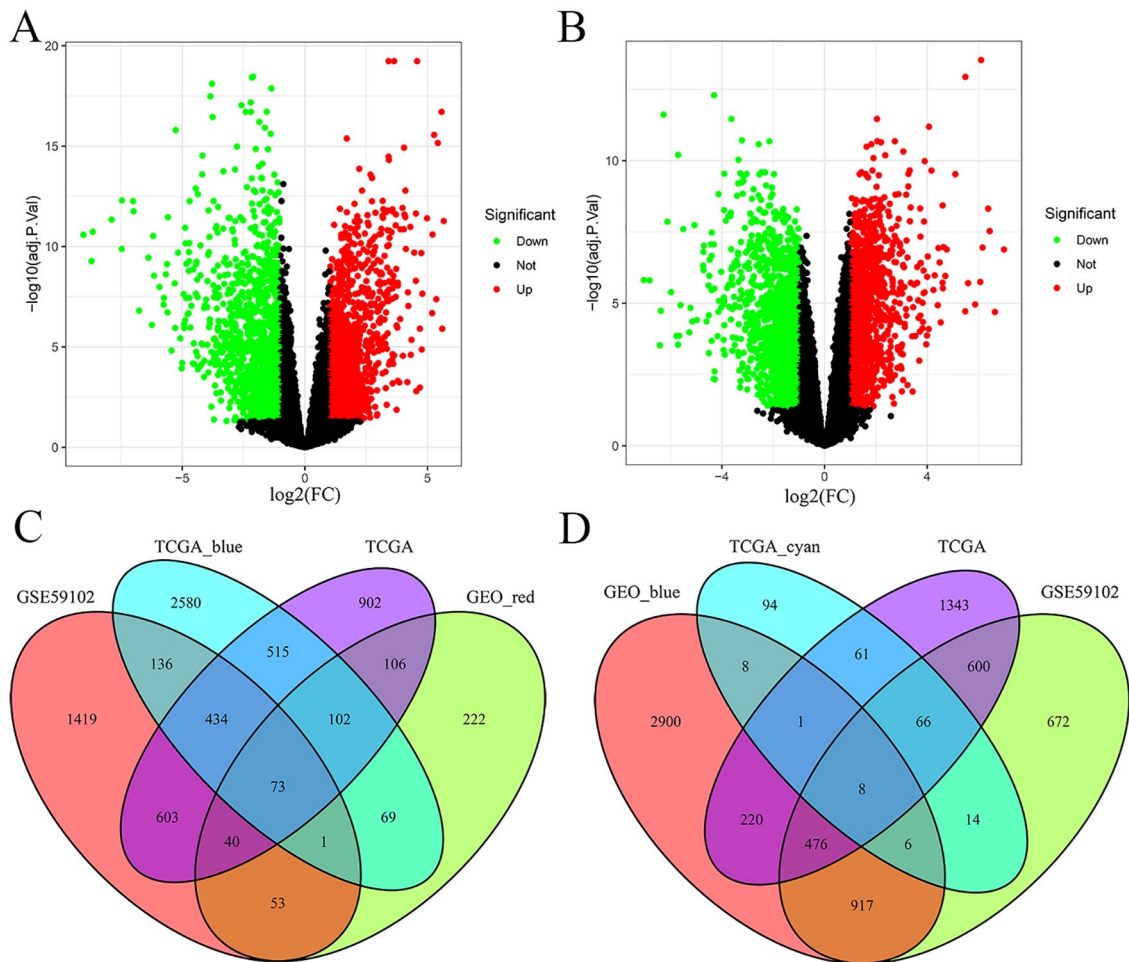 A
20
15
10
5
0
-log10(adj.P.Val)
−5
0
5
log2(FC)
Significant
Down
Not
Up
B
10
5
0
-log10(adj.P.Val)
−4
0
4
log2(FC)
Significant
Down
Not
Up
C
TCGA_blue
TCGA
GSE59102
GEO_red
2580
902
136
515
106
1419
434
102
222
73
603
40
1
69
53
D
TCGA_cyan
TCGA
GEO_blue
GSE59102
94
1343
8
61
600
2900
1
66
672
8
220
476
6
14
917